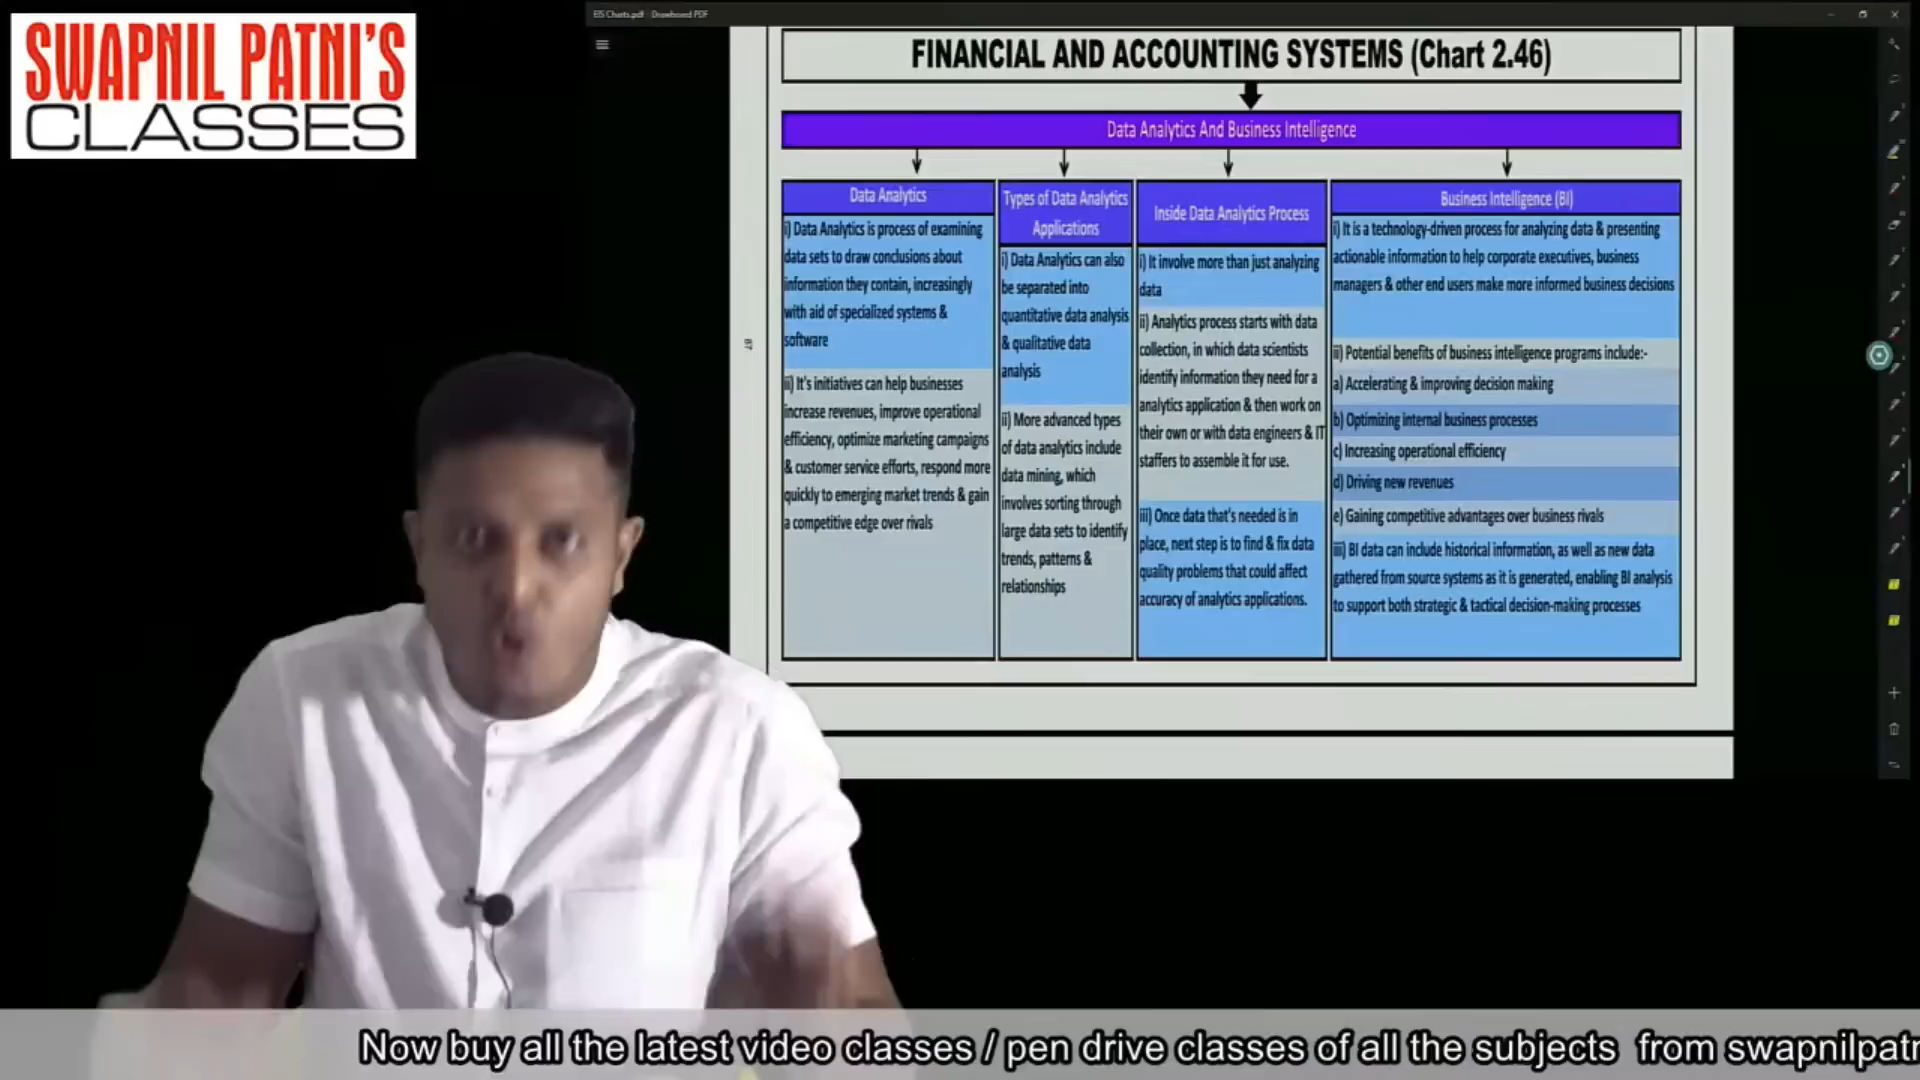 SWAPNIL PATNI'S
CLASSES
EIS Charts.pdf
Drawboard PDF
FINANCIAL AND ACCOUNTING SYSTEMS (Chart 2.46)
Data Analytics And Business Intelligence
Data Analytics
i) Data Analytics is process of examining
data sets to draw conclusions about
information they contain, increasingly
with aid of specialized systems &
software
ii) It's initiatives can help businesses
increase revenues, improve operational
efficiency, optimize marketing campaigns
& customer service efforts, respond more
quickly to emerging market trends & gain
a competitive edge over rivals
Types of Data Analytics
Applications
i) Data Analytics can also
be separated into
quantitative data analysis
& qualitative data
analysis
ii) More advanced types
of data analytics include
data mining, which
involves sorting through
large data sets to identify
trends, patterns &
relationships
Inside Data Analytics Process
i) It involve more than just analyzing
data
ii) Analytics process starts with data
collection, in which data scientists
identify information they need for a
analytics application & then work on
their own or with data engineers & IT
staffers to assemble it for use.
iii) Once data that's needed is in
place, next step is to find & fix data
quality problems that could affect
accuracy of analytics applications.
Business Intelligence (BI)
i) It is a technology-driven process for analyzing data & presenting
actionable information to help corporate executives, business
managers & other end users make more informed business decisions
ii) Potential benefits of business intelligence programs include:-
a) Accelerating & improving decision making
b) Optimizing internal business processes
c) Increasing operational efficiency
d) Driving new revenues
e) Gaining competitive advantages over business rivals
iii) BI data can include historical information, as well as new data
gathered from source systems as it is generated, enabling BI analysis
to support both strategic & tactical decision-making processes
87
Now buy all the latest video classes / pen drive classes of all the subjects from swapnilpatn